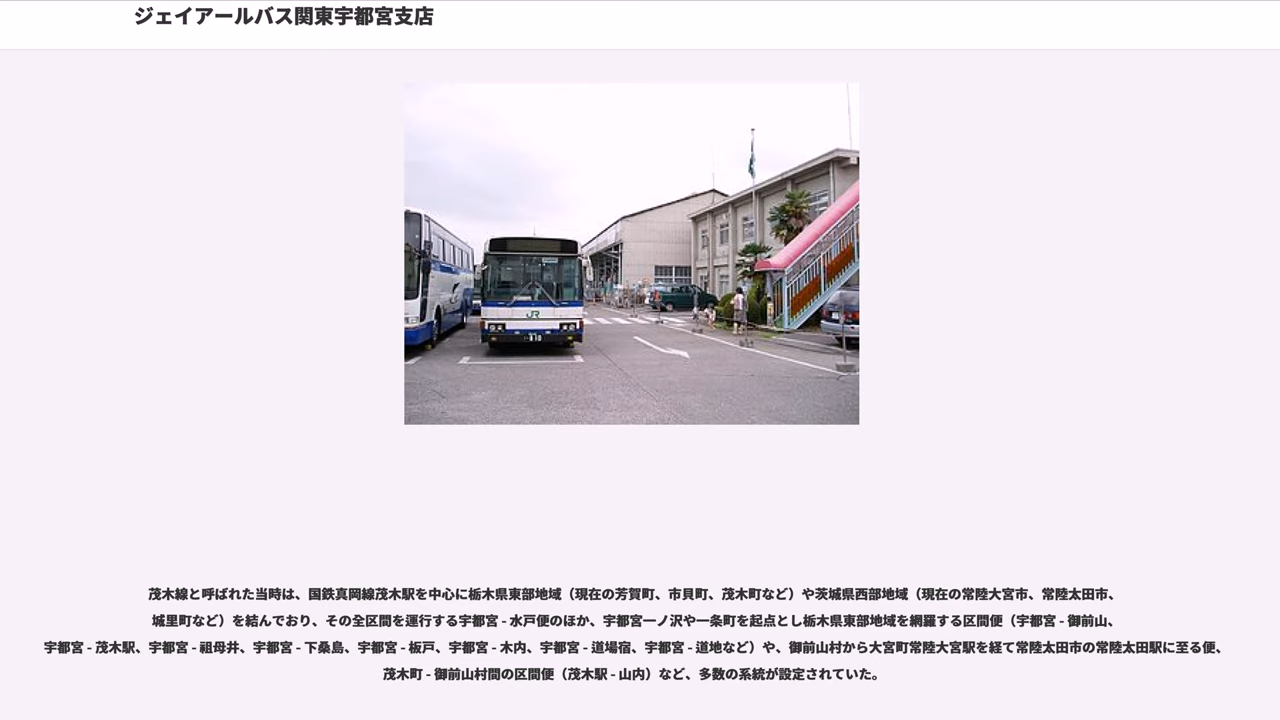 ジェイアールバス関東宇都宮支店
JR
茂木線と呼ばれた当時は、国鉄真岡線茂木駅を中心に栃木県東部地域（現在の芳賀町、市貝町、茂木町など）や茨城県西部地域（現在の常陸大宮市、常陸太田市、
城里町など）を結んでおり、その全区間を運行する宇都宮 - 水戸便のほか、宇都宮一ノ沢や一条町を起点とし栃木県東部地域を網羅する区間便（宇都宮 - 御前山、
宇都宮 - 茂木駅、宇都宮 - 祖母井、宇都宮 - 下桑島、宇都宮 - 板戸、宇都宮 - 木内、宇都宮 - 道場宿、宇都宮 - 道地など）や、御前山村から大宮町常陸大宮駅を経て常陸太田市の常陸太田駅に至る便、
茂木町 - 御前山村間の区間便（茂木駅 - 山内）など、多数の系統が設定されていた。